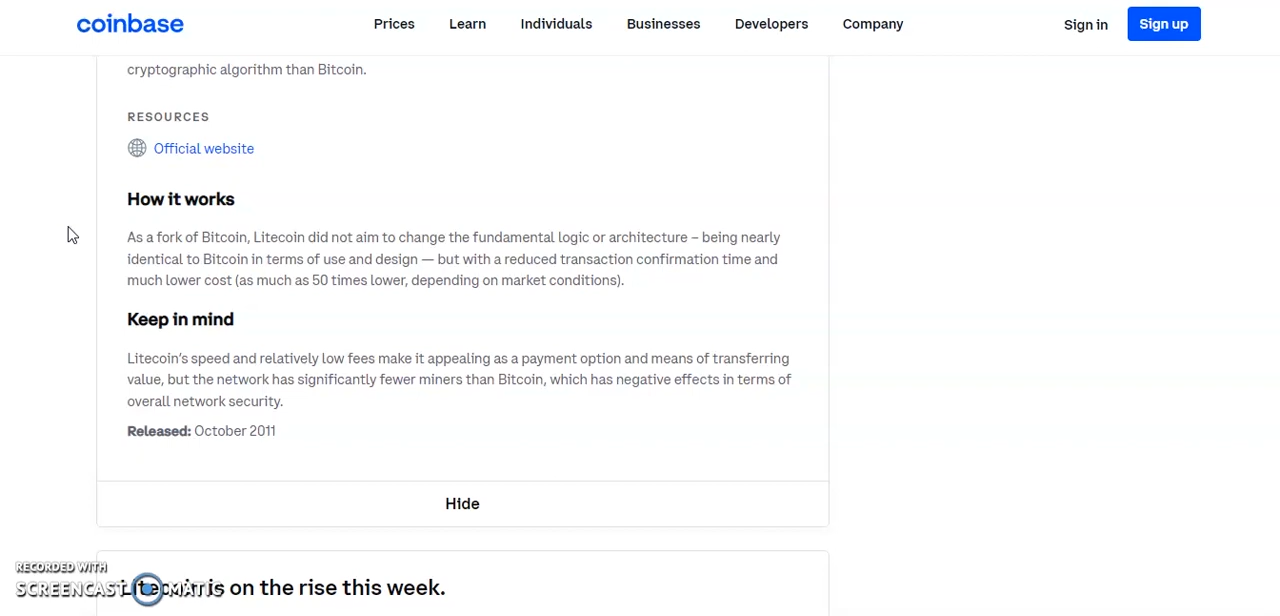 coinbase
Prices
Learn
Individuals
Businesses
Developers
Company
Sign in
Sign up
cryptographic algorithm than Bitcoin.
RESOURCES
Official website
How it works
As a fork of Bitcoin, Litecoin did not aim to change the fundamental logic or architecture – being nearly
identical to Bitcoin in terms of use and design — but with a reduced transaction confirmation time and
much lower cost (as much as 50 times lower, depending on market conditions).
Keep in mind
Litecoin's speed and relatively low fees make it appealing as a payment option and means of transferring
value, but the network has significantly fewer miners than Bitcoin, which has negative effects in terms of
overall network security.
Released: October 2011
Hide
RECORDED WITH
SCREENCAST MATIC
Litecoin is on the rise this week.